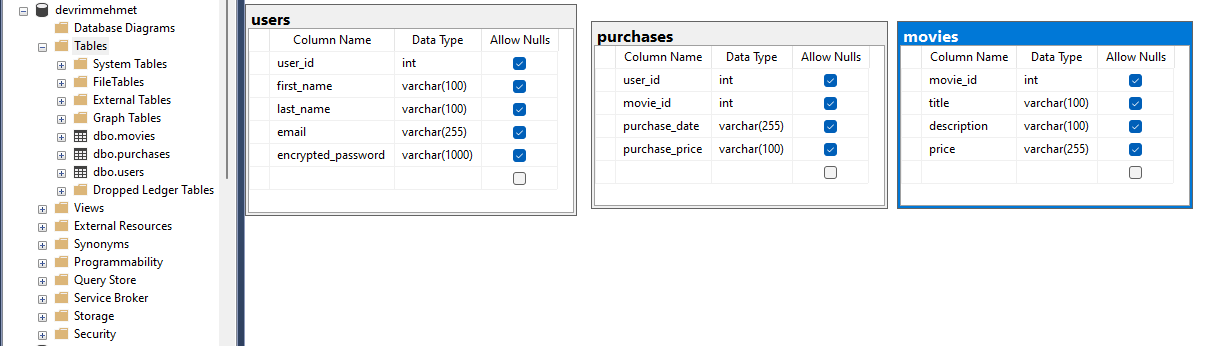 devrimmehmet
Database Diagrams
Tables
System Tables
FileTables
External Tables
Graph Tables
dbo.movies
dbo.purchases
dbo.users
Dropped Ledger Tables
Views
External Resources
Synonyms
Programmability
Query Store
Service Broker
Storage
Security
users
Column Name Data Type Allow Nulls
user_id int
first_name varchar(100)
last_name varchar(100)
email varchar(255)
encrypted_password varchar(1000)
purchases
Column Name Data Type Allow Nulls
user_id int
movie_id int
purchase_date varchar(255)
purchase_price varchar(100)
movies
Column Name Data Type Allow Nulls
movie_id int
title varchar(100)
description varchar(100)
price varchar(255)